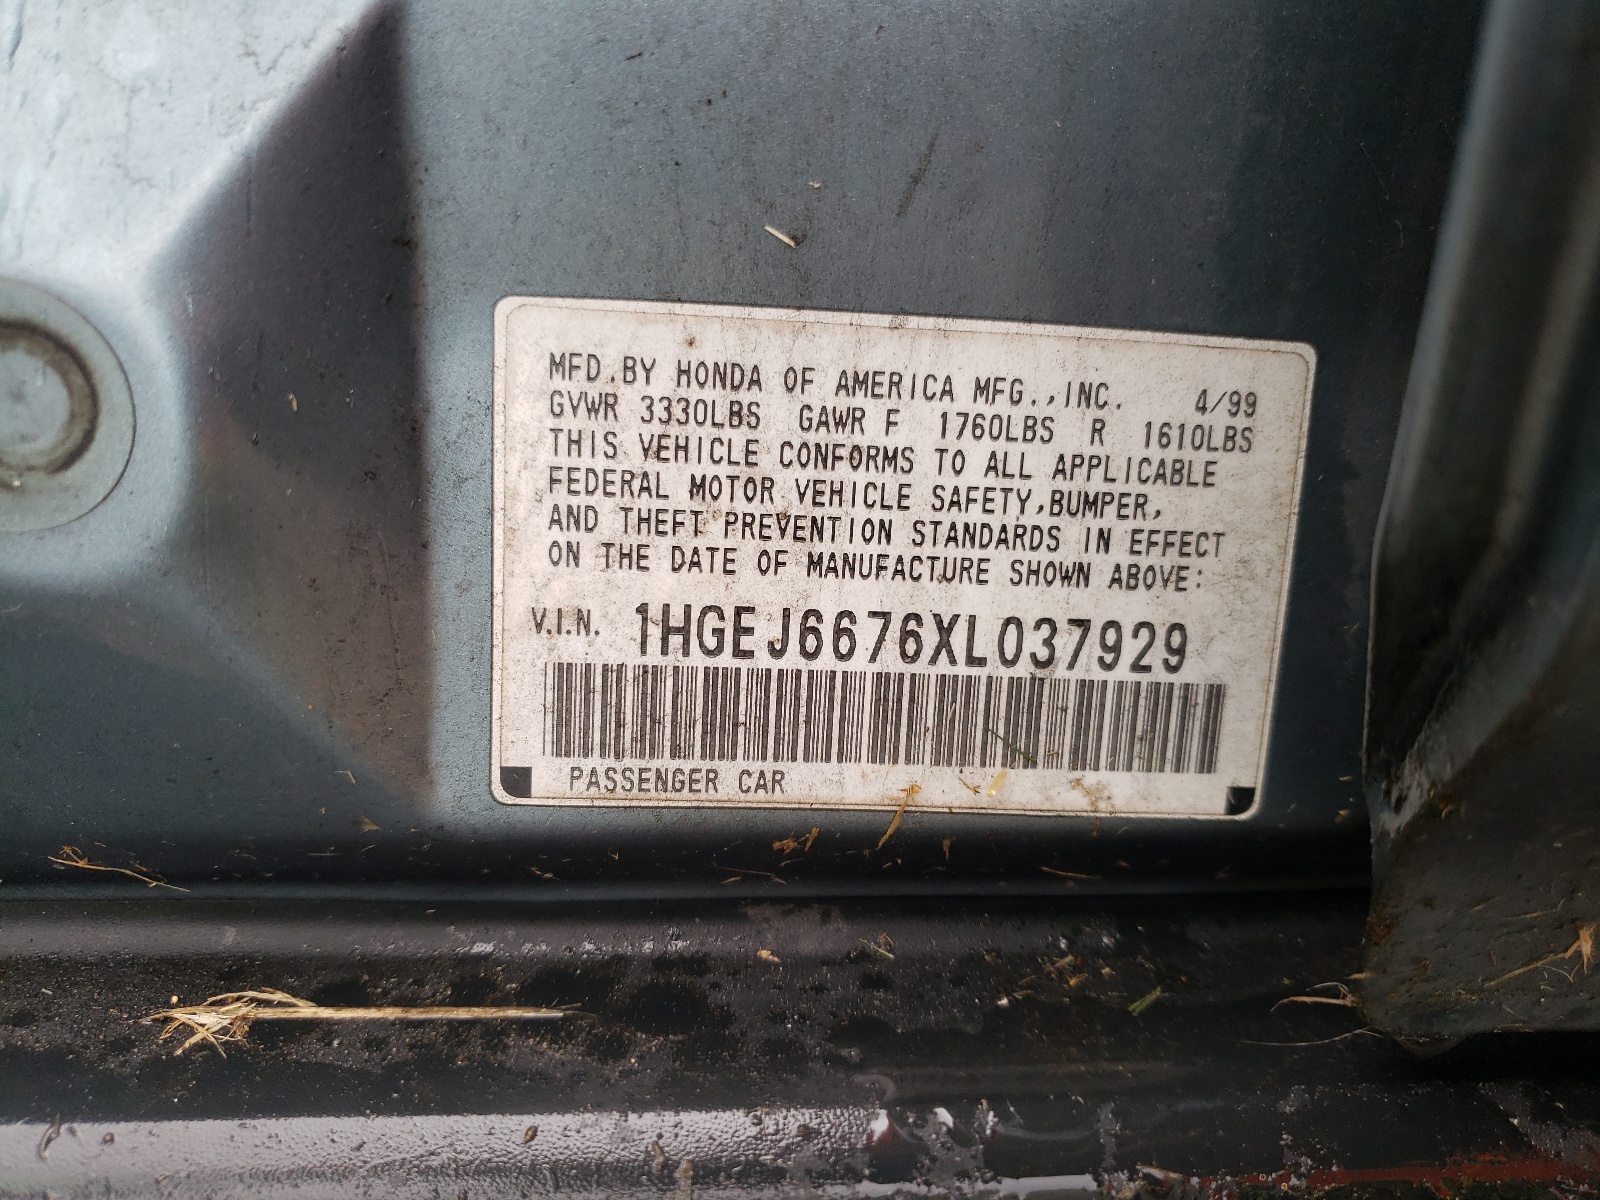 MFD.BY HONDA OF AMERICA MFG.,INC. 4/99
GVWR 3330LBS GAWR F 1760LBS R 1610LBS
THIS VEHICLE CONFORMS TO ALL APPLICABLE
FEDERAL MOTOR VEHICLE SAFETY,BUMPER,
AND THEFT PREVENTION STANDARDS IN EFFECT
ON THE DATE OF MANUFACTURE SHOWN ABOVE:
V.I.N. 1HGEJ6676XL037929
PASSENGER CAR